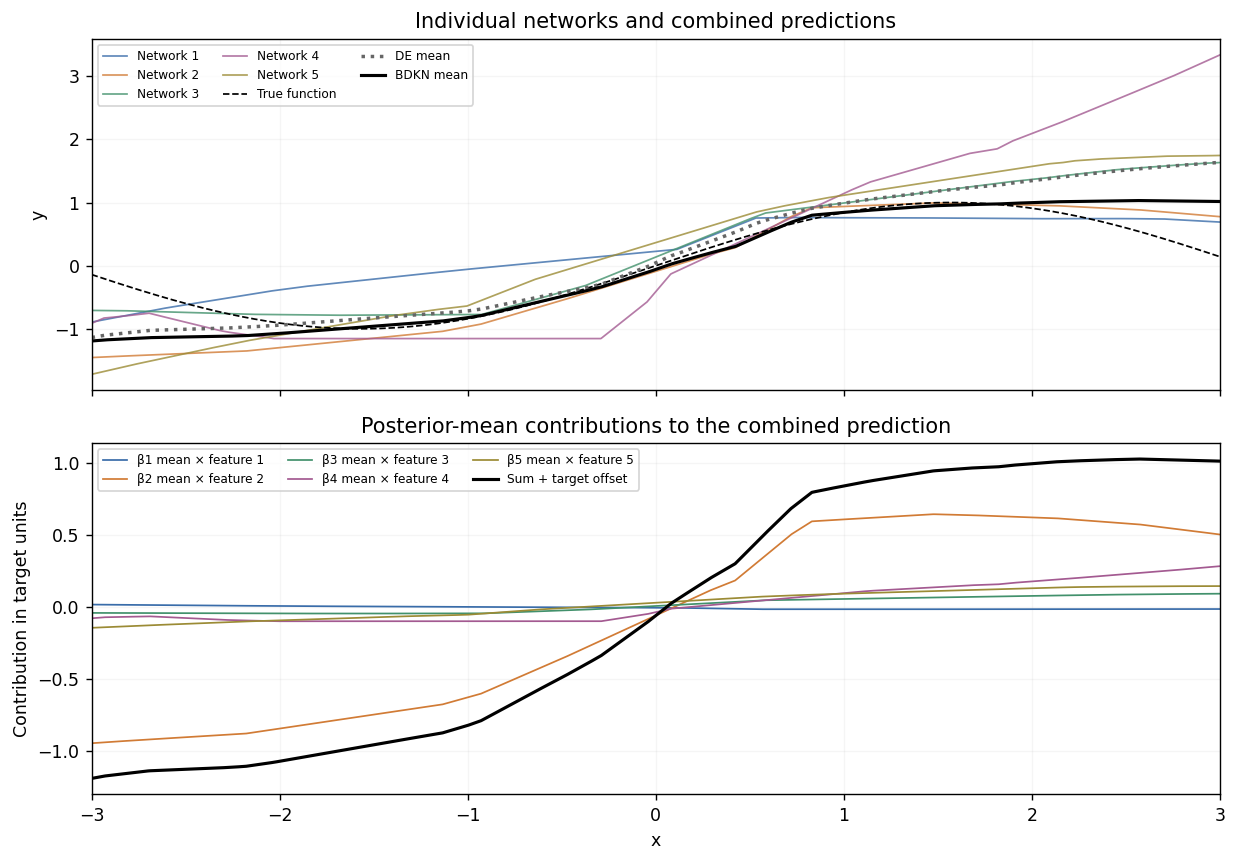 Individual networks and combined predictions
Network 1
Network 2
Network 3
Network 4
Network 5
True function
DE mean
BDKN mean
3
2
1
0
−1
y
Posterior-mean contributions to the combined prediction
β1 mean × feature 1
β2 mean × feature 2
β3 mean × feature 3
β4 mean × feature 4
β5 mean × feature 5
Sum + target offset
1.0
0.5
0.0
−0.5
−1.0
Contribution in target units
−3
−2
−1
0
1
2
3
x